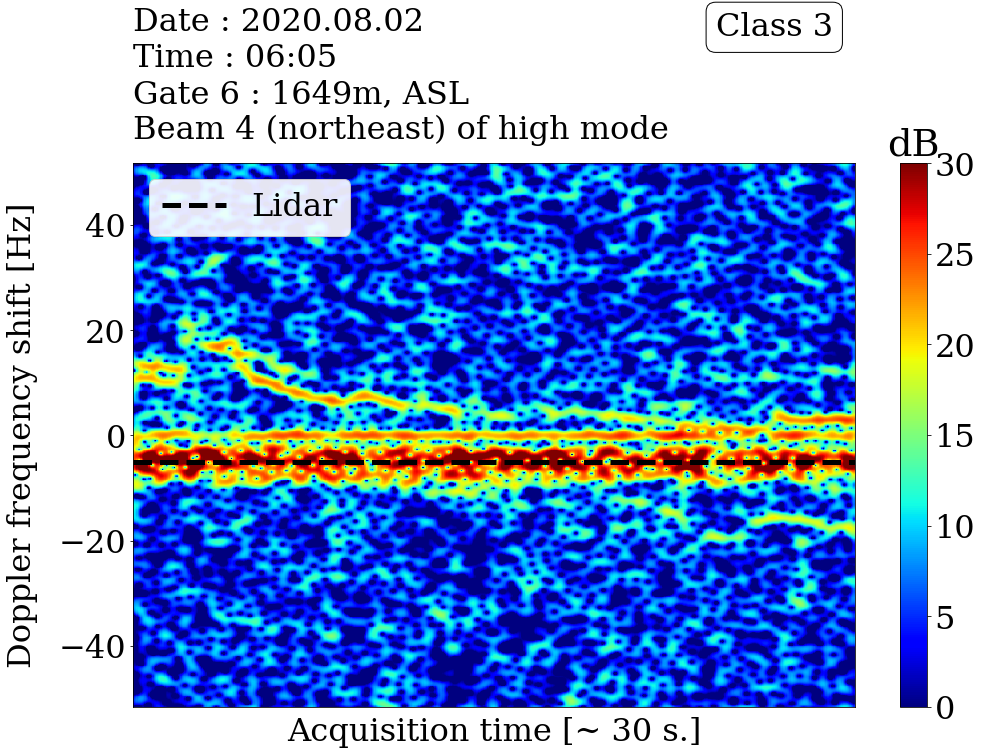 Date : 2020.08.02
Time : 06:05
Gate 6 : 1649m, ASL
Beam 4 (northeast) of high mode
Class 3
dB
Lidar
Doppler frequency shift [Hz]
40
20
0
−20
−40
Acquisition time [~ 30 s.]
30
25
20
15
10
5
0